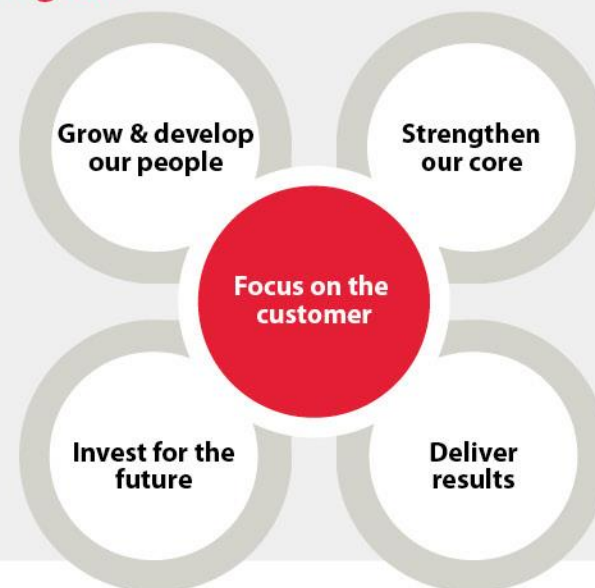 Grow & develop
our people
Strengthen
our core
Focus on the
customer
Invest for the
future
Deliver
results